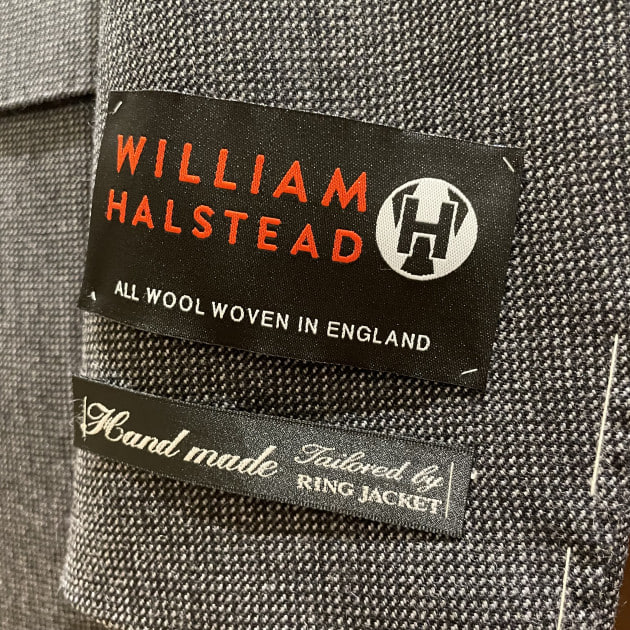 WILLIAM
HALSTEAD
H
ALL WOOL WOVEN IN ENGLAND
Hand made
Tailored by
RING JACKET